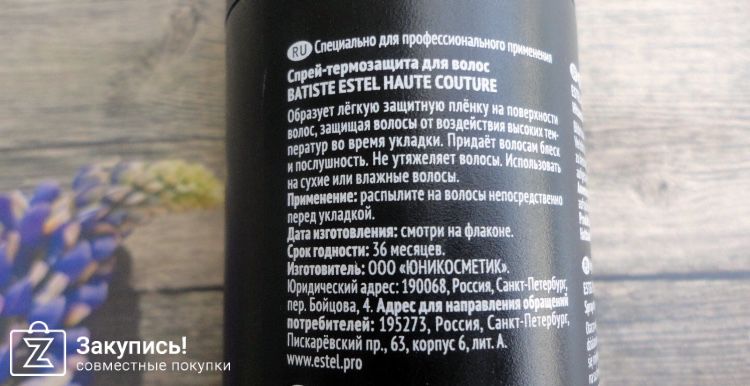 RU Специально для профессионального применения
Спрей-термозащита для волос
BATISTE ESTEL HAUTE COUTURE
Образует лёгкую защитную плёнку на поверхности
волос, защищая волосы от воздействия высоких тем-
ператур во время укладки. Придаёт волосам блеск
и послушность. Не утяжеляет волосы. Использовать
на сухие или влажные волосы.
Применение: распылите на волосы непосредственно
перед укладкой.
Дата изготовления: смотри на флаконе.
Срок годности: 36 месяцев.
Изготовитель: ООО «ЮНИКОСМЕТИК».
Юридический адрес: 190068, Россия, Санкт-Петербург,
пер. Бойцова, 4. Адрес для направления обращений
потребителей: 195273, Россия, Санкт-Петербург,
Пискарёвский пр., 63, корпус 6, лит. А.
www.estel.pro
Закупись!
совместные покупки